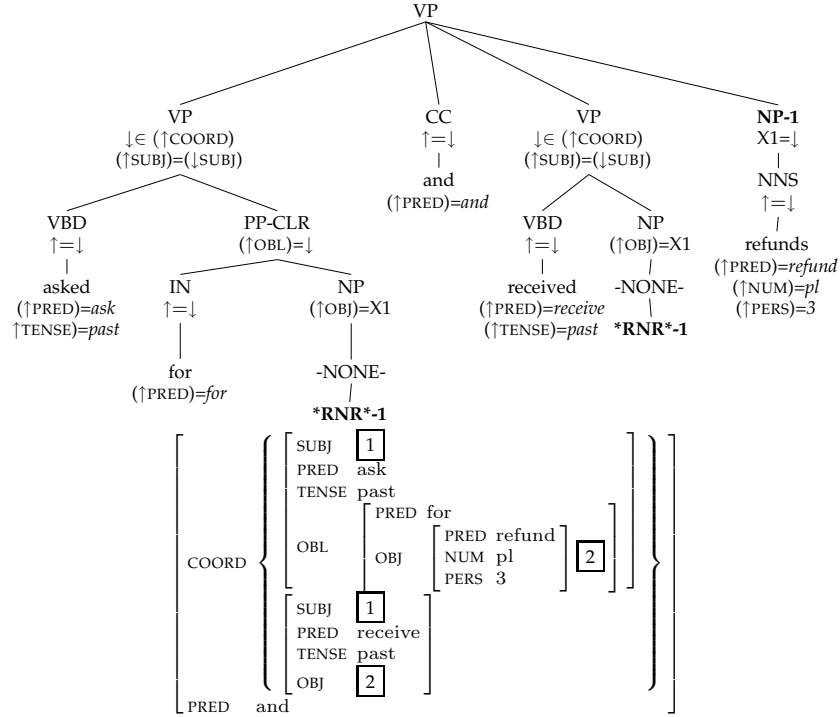 VP
VP CC VP NP-1
↓∈ (↑COORD) ↑=↓ ↓∈ (↑COORD) X1=↓
(↑SUBJ)=(↓SUBJ) (↑SUBJ)=(↓SUBJ)
and NNS
(↑PRED)=and ↑=↓
VBD PP-CLR VBD NP
↑=↓ (↑OBL)=↓ ↑=↓ (↑OBJ)=X1 refunds
(↑PRED)=refund
asked IN NP received -NONE- (↑NUM)=pl
(↑PRED)=ask ↑=↓ (↑OBJ)=X1 (↑PRED)=receive (↑PERS)=3
↑TENSE)=past (↑TENSE)=past *RNR*-1
for -NONE-
(↑PRED)=for
*RNR*-1
SUBJ 1
PRED ask
TENSE past
PRED for
OBL OBJ PRED refund
NUM pl 2
PERS 3
COORD
SUBJ 1
PRED receive
TENSE past
OBJ 2
PRED and